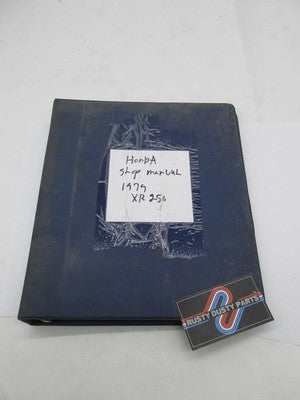 HonDA
shop manual
1979
XR 250
RUSTY DUSTY PARTS